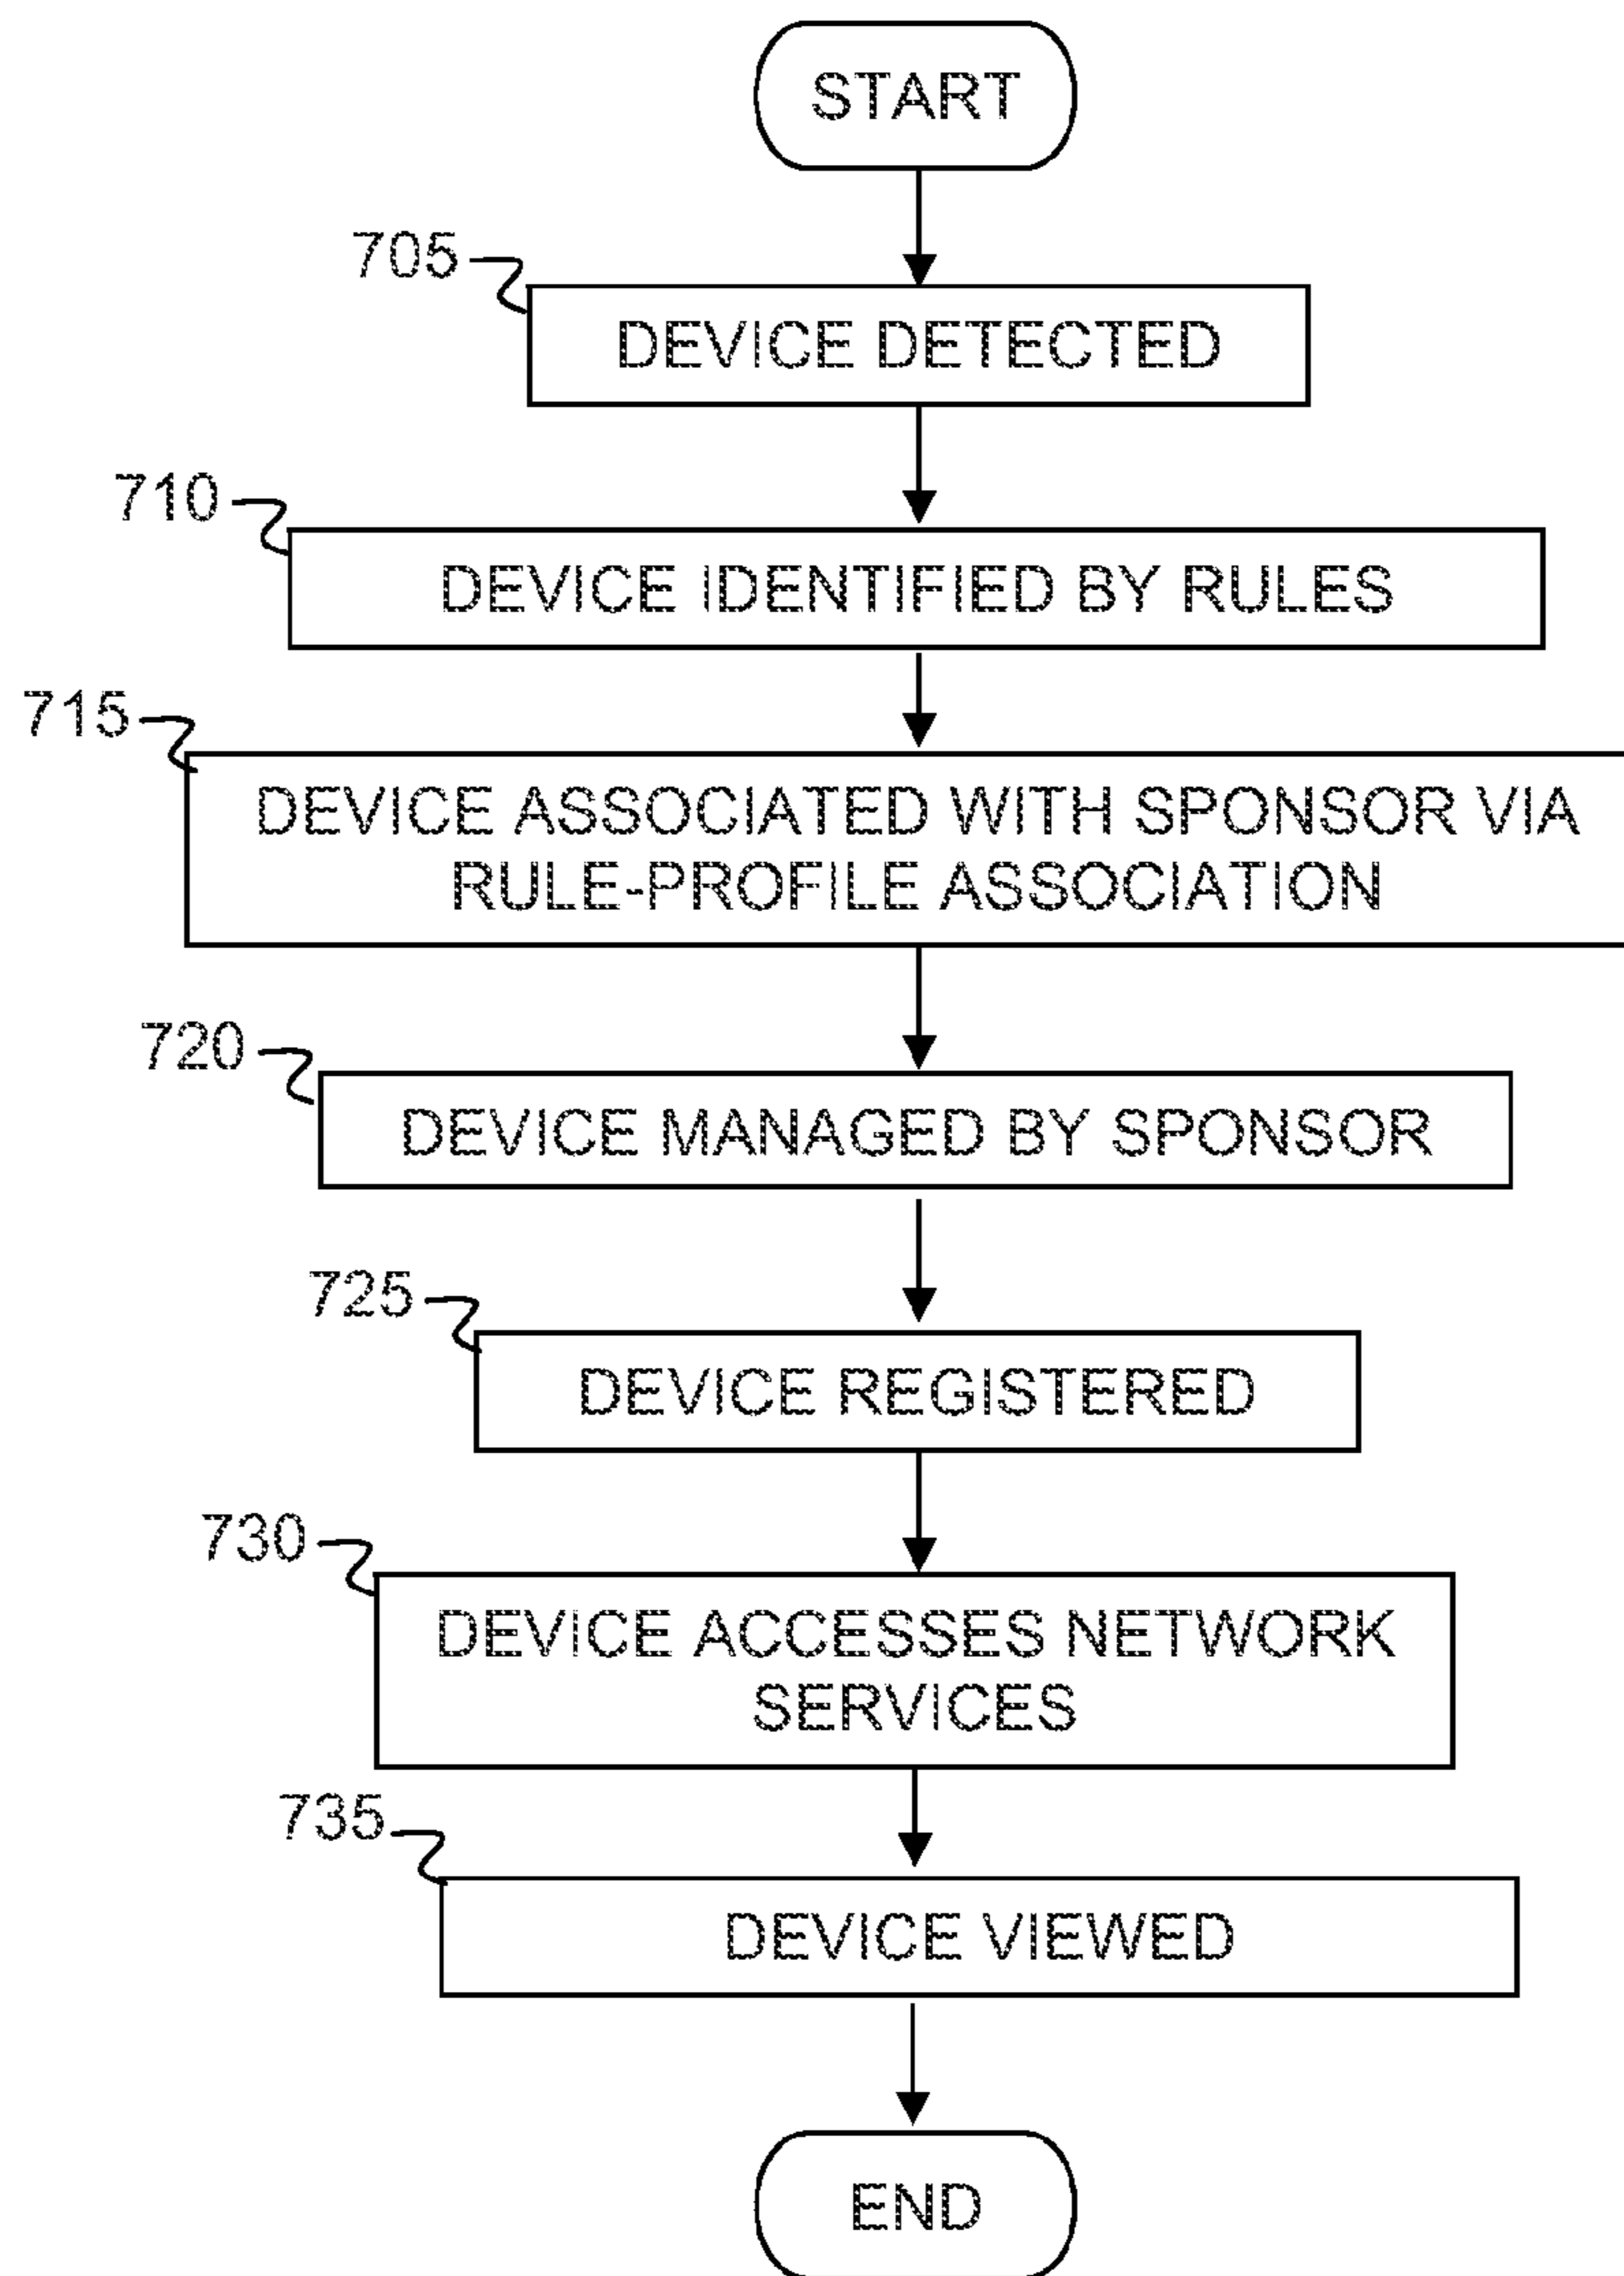 START
705
DEVICE DETECTED
710
DEVICE IDENTIFIED BY RULES
715
DEVICE ASSOCIATED WITH SPONSOR VIA
RULE-PROFILE ASSOCIATION
720
DEVICE MANAGED BY SPONSOR
725
DEVICE REGISTERED
730
DEVICE ACCESSES NETWORK
SERVICES
735
DEVICE VIEWED
END